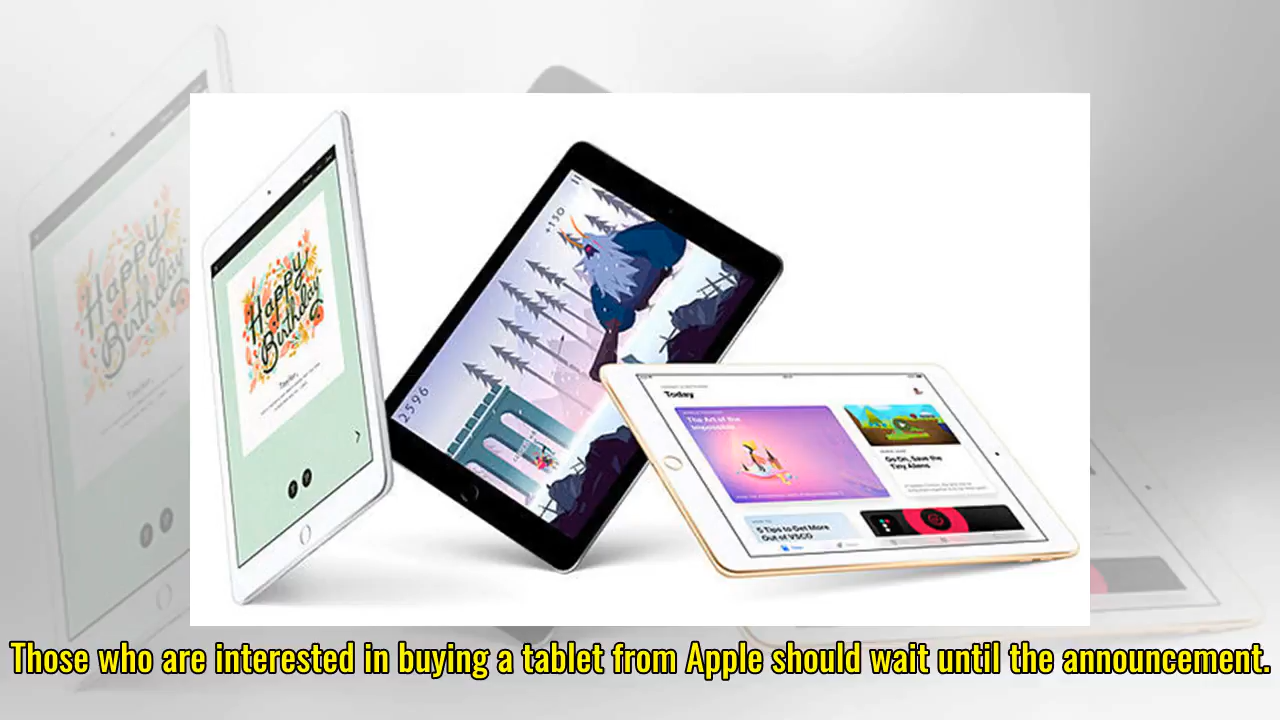 Happy
Birthday
+150
2596
Today
The Art of the
Impossible
Go On, Save the
Tiny Aliens
5 Tips to Get More
Out of VSCO
Those who are interested in buying a tablet from Apple should wait until the announcement.